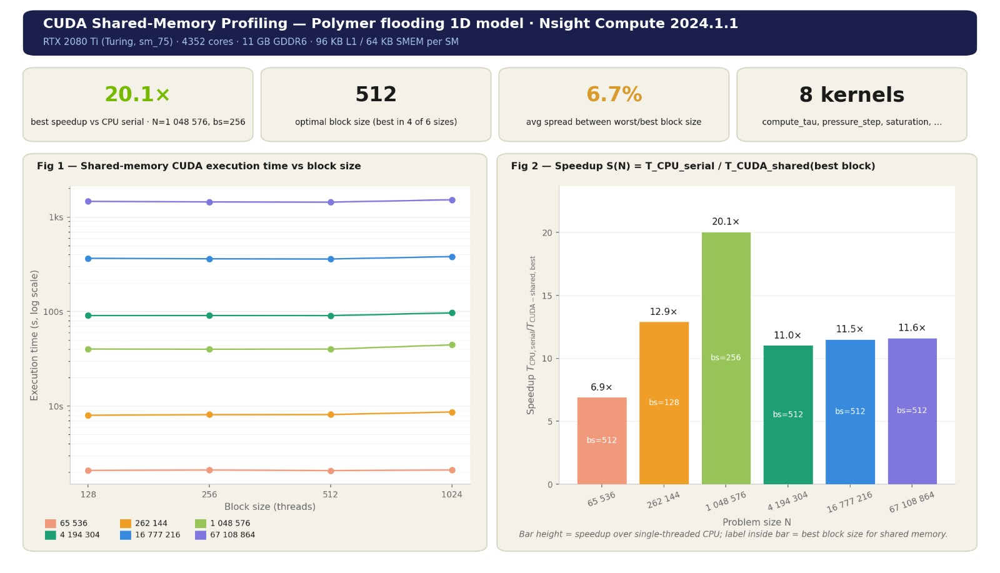 CUDA Shared-Memory Profiling — Polymer flooding 1D model · Nsight Compute 2024.1.1
RTX 2080 Ti (Turing, sm_75) · 4352 cores · 11 GB GDDR6 · 96 KB L1 / 64 KB SMEM per SM
20.1×
best speedup vs CPU serial · N=1 048 576, bs=256
512
optimal block size (best in 4 of 6 sizes)
6.7%
avg spread between worst/best block size
8 kernels
compute_tau, pressure_step, saturation, ...
Fig 1 — Shared-memory CUDA execution time vs block size
Execution time (s, log scale)
1ks
100s
10s
128
256
512
1024
Block size (threads)
65 536
262 144
1 048 576
4 194 304
16 777 216
67 108 864
Fig 2 — Speedup S(N) = T_CPU_serial / T_CUDA_shared(best block)
Speedup T_CPU, serial/T_CUDA − shared, best
20
15
10
5
0
6.9×
12.9×
20.1×
11.0×
11.5×
11.6×
bs=512
bs=128
bs=256
bs=512
bs=512
bs=512
65 536
262 144
1 048 576
4 194 304
16 777 216
67 108 864
Problem size N
Bar height = speedup over single-threaded CPU; label inside bar = best block size for shared memory.